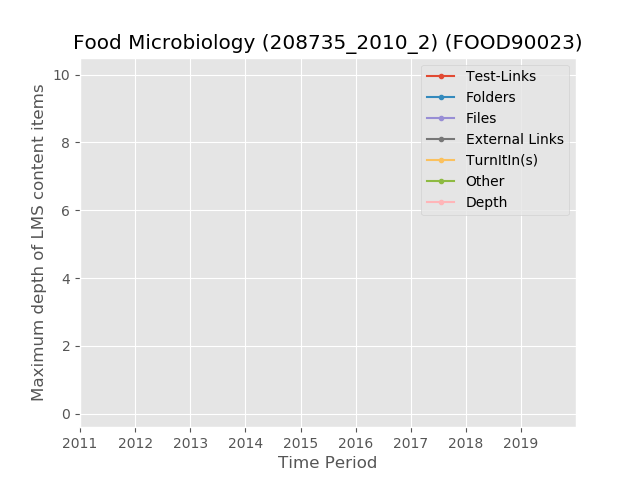 Food Microbiology (208735_2010_2) (FOOD90023)
Maximum depth of LMS content items
10
8
6
4
2
0
Test-Links
Folders
Files
External Links
TurnItIn(s)
Other
Depth
2011 2012 2013 2014 2015 2016 2017 2018 2019
Time Period